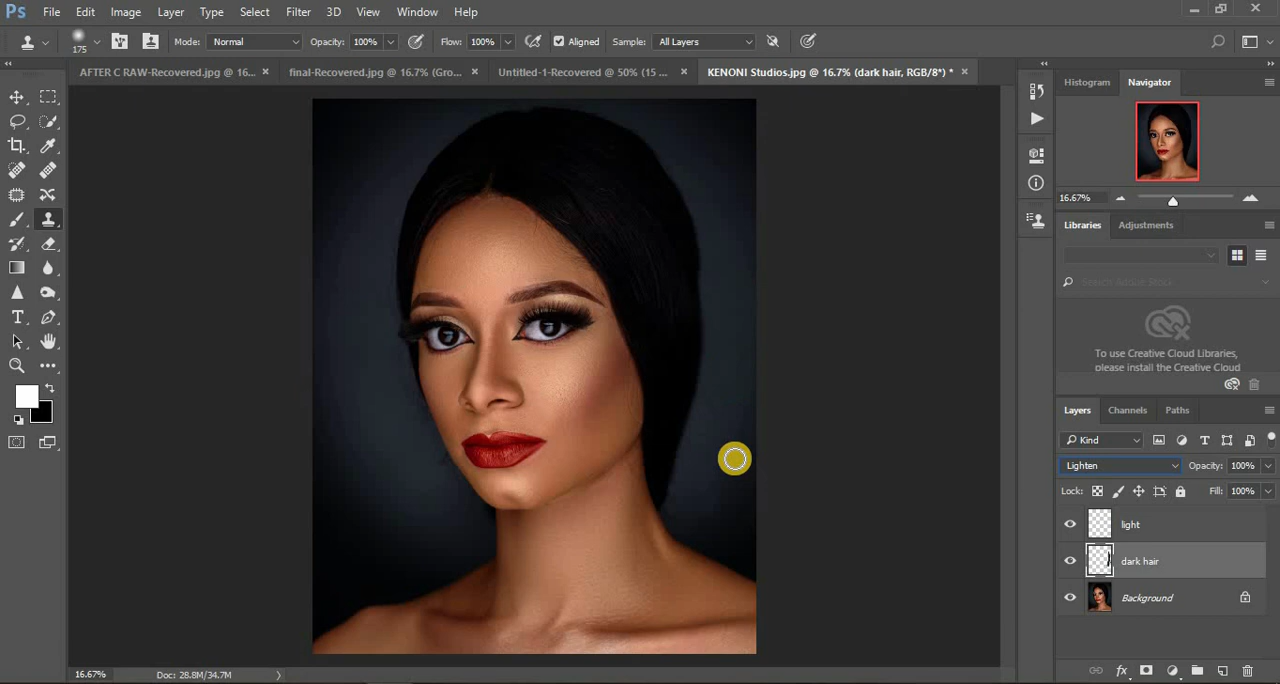 Ps File Edit Image Layer Type Select Filter 3D View Window Help
175 Mode: Normal Opacity: 100% Flow: 100% Aligned Sample: All Layers
AFTER C RAW-Recovered.jpg @ 16... × final-Recovered.jpg @ 16.7% (Gro... × Untitled-1-Recovered @ 50% (15 ... × KENONI Studios.jpg @ 16.7% (dark hair, RGB/8*) * ×
Histogram Navigator
16.67%
Libraries Adjustments
Search Adobe Stock
To use Creative Cloud Libraries,
please install the Creative Cloud
Layers Channels Paths
Kind
Lighten Opacity: 100%
Lock: Fill: 100%
light
dark hair
Background
16.67% Doc: 28.8M/34.7M